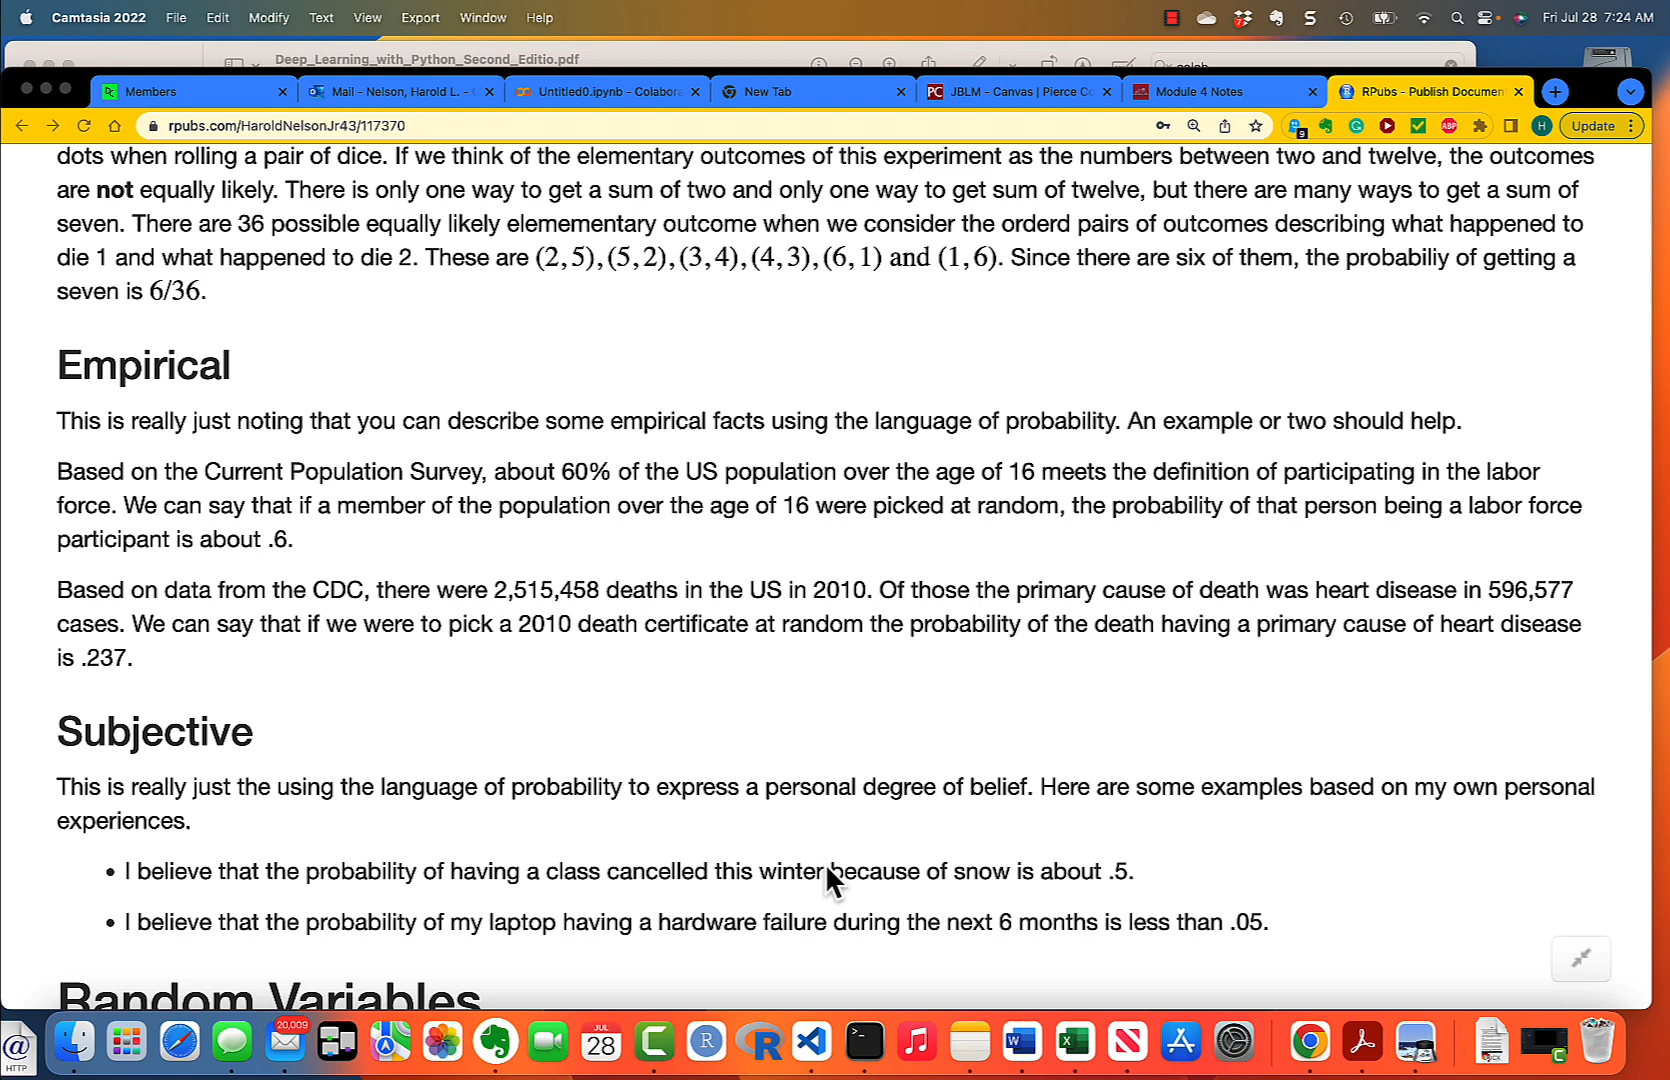 Camtasia 2022 File Edit Modify Text View Export Window Help Fri Jul 28 7:24 AM
Deep_Learning_with_Python_Second_Editio.pdf
Members Mail - Nelson, Harold L. - Untitled0.ipynb - Colabora New Tab JBLM - Canvas | Pierce Co Module 4 Notes RPubs - Publish Documen
rpubs.com/HaroldNelsonJr43/117370 Update
dots when rolling a pair of dice. If we think of the elementary outcomes of this experiment as the numbers between two and twelve, the outcomes
are not equally likely. There is only one way to get a sum of two and only one way to get sum of twelve, but there are many ways to get a sum of
seven. There are 36 possible equally likely elemementary outcome when we consider the orderd pairs of outcomes describing what happened to
die 1 and what happened to die 2. These are (2, 5), (5, 2), (3, 4), (4, 3), (6, 1) and (1, 6). Since there are six of them, the probabiliy of getting a
seven is 6/36.
Empirical
This is really just noting that you can describe some empirical facts using the language of probability. An example or two should help.
Based on the Current Population Survey, about 60% of the US population over the age of 16 meets the definition of participating in the labor
force. We can say that if a member of the population over the age of 16 were picked at random, the probability of that person being a labor force
participant is about .6.
Based on data from the CDC, there were 2,515,458 deaths in the US in 2010. Of those the primary cause of death was heart disease in 596,577
cases. We can say that if we were to pick a 2010 death certificate at random the probability of the death having a primary cause of heart disease
is .237.
Subjective
This is really just the using the language of probability to express a personal degree of belief. Here are some examples based on my own personal
experiences.
• I believe that the probability of having a class cancelled this winter because of snow is about .5.
• I believe that the probability of my laptop having a hardware failure during the next 6 months is less than .05.
Random Variables
20,009
JUL
28
HTTP